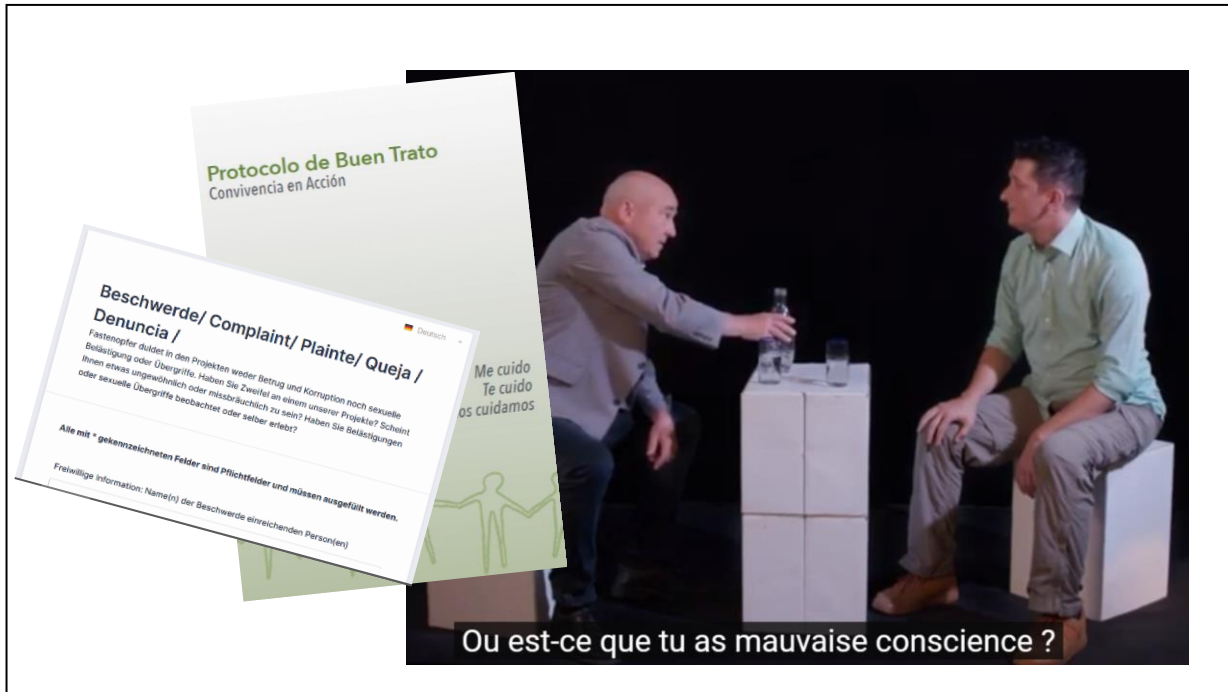 Protocolo de Buen Trato
Convivencia en Acción
Me cuido
Te cuido
os cuidamos
Deutsch
Beschwerde/ Complaint/ Plainte/ Queja /
Denuncia /
Fastenopfer duldet in den Projekten weder Betrug und Korruption noch sexuelle
Belästigung oder Übergriffe. Haben Sie Zweifel an einem unserer Projekte? Scheint
Ihnen etwas ungewöhnlich oder missbräuchlich zu sein? Haben Sie Belästigungen
oder sexuelle Übergriffe beobachtet oder selber erlebt?
Alle mit * gekennzeichneten Felder sind Pflichtfelder und müssen ausgefüllt werden.
Freiwillige Information: Name(n) der Beschwerde einreichenden Person(en)
Ou est-ce que tu as mauvaise conscience ?